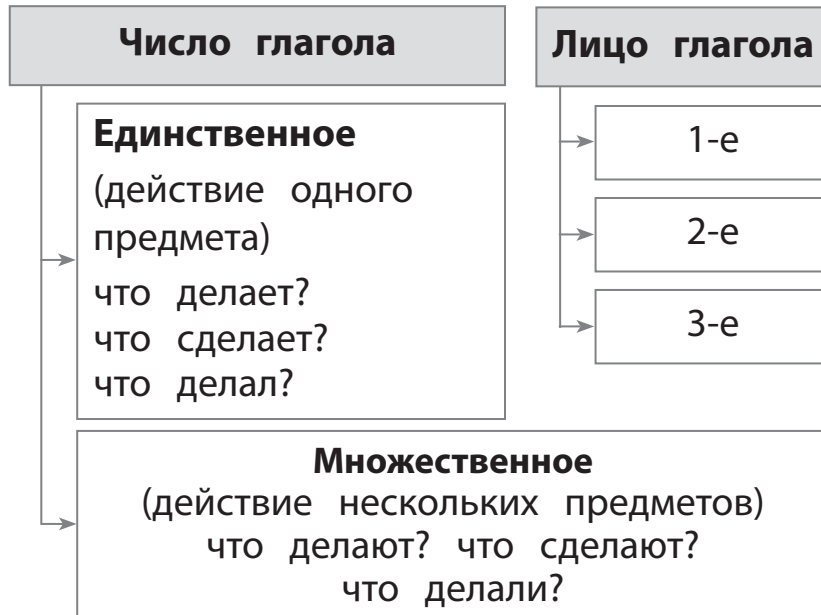 Число глагола
Единственное
(действие одного
предмета)
что делает?
что сделает?
что делал?
Множественное
(действие нескольких предметов)
что делают? что сделают?
что делали?
Лицо глагола
1-е
2-е
3-е